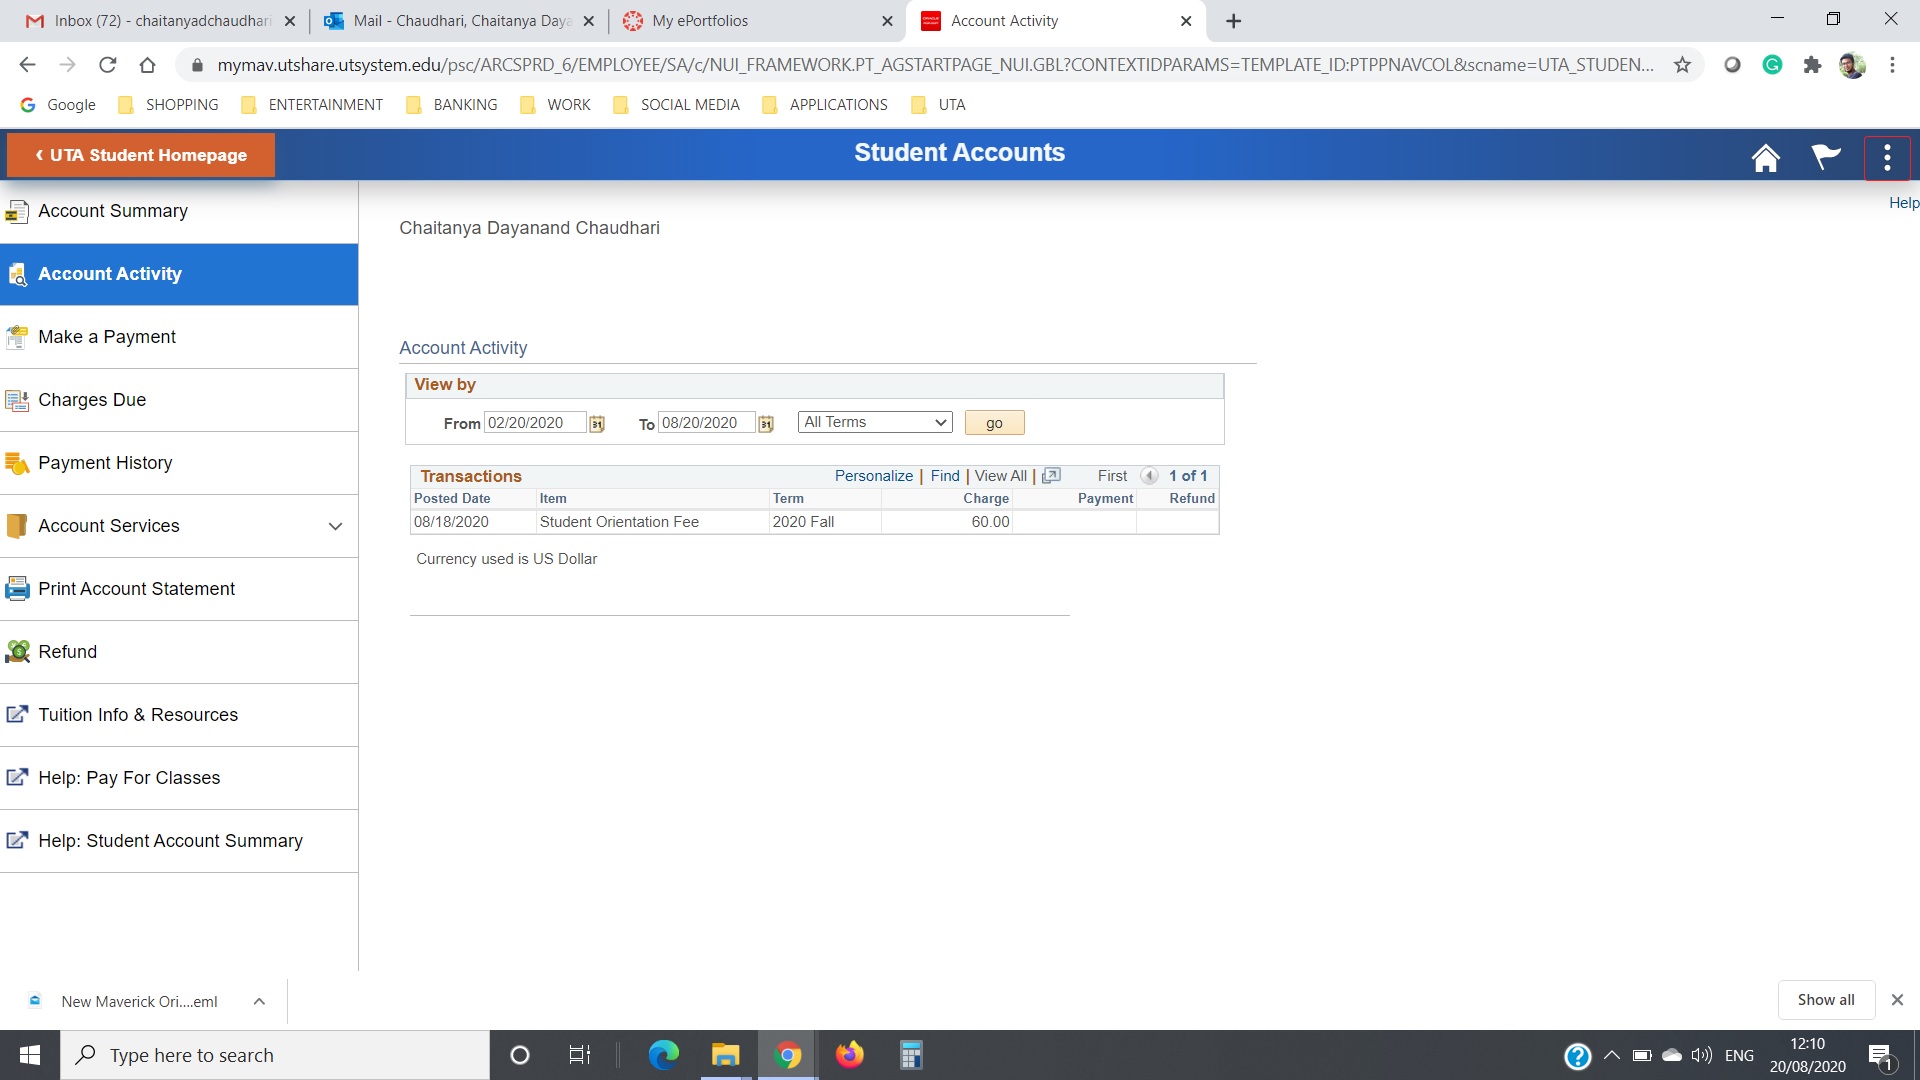 Inbox (72) - chaitanyadchaudhari
Mail - Chaudhari, Chaitanya Daya
My ePortfolios
Account Activity
mymav.utshare.utsystem.edu/psc/ARCSPRD_6/EMPLOYEE/SA/c/NUI_FRAMEWORK.PT_AGSTARTPAGE_NUI.GBL?CONTEXTIDPARAMS=TEMPLATE_ID:PTPPNAVCOL&scname=UTA_STUDEN...
Google SHOPPING ENTERTAINMENT BANKING WORK SOCIAL MEDIA APPLICATIONS UTA
‹ UTA Student Homepage
Student Accounts
Help
Account Summary
Account Activity
Make a Payment
Charges Due
Payment History
Account Services
Print Account Statement
Refund
Tuition Info & Resources
Help: Pay For Classes
Help: Student Account Summary
Chaitanya Dayanand Chaudhari
Account Activity
View by
From 02/20/2020 To 08/20/2020 All Terms go
Transactions Personalize | Find | View All | First 1 of 1
Posted Date Item Term Charge Payment Refund
08/18/2020 Student Orientation Fee 2020 Fall 60.00
Currency used is US Dollar
New Maverick Ori....eml
Show all
Type here to search
ENG
12:10
20/08/2020
1